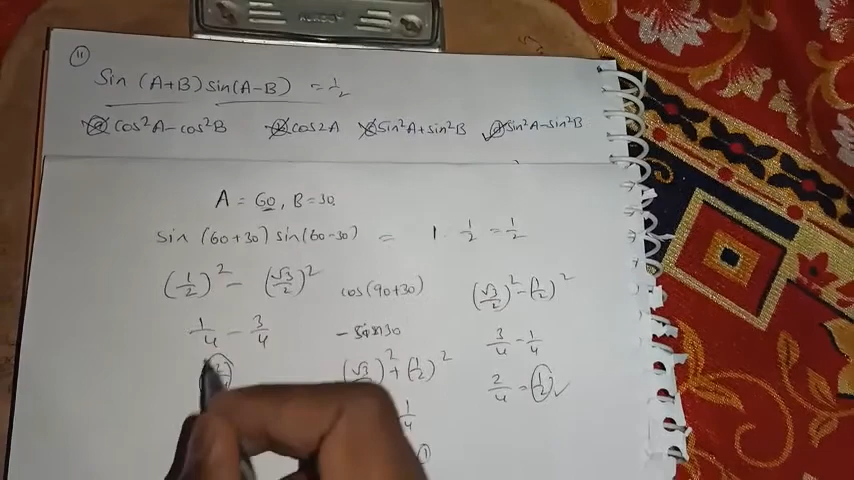 11
Sin (A+B) sin(A-B) = 1/2
cos²A-cos²B cos2A sin²A+sin²B sin²A-sin²B
A = 60, B = 30
sin (60+30) sin(60-30) = 1 · 1/2 = 1/2
(1/2)² - (√3/2)² cos(90+30) (√3/2)² - (1/2)²
1/4 - 3/4 - sin30 3/4 - 1/4
(√3/2)² + (1/2)² 2/4 = 1/2 ✓
1/4
1